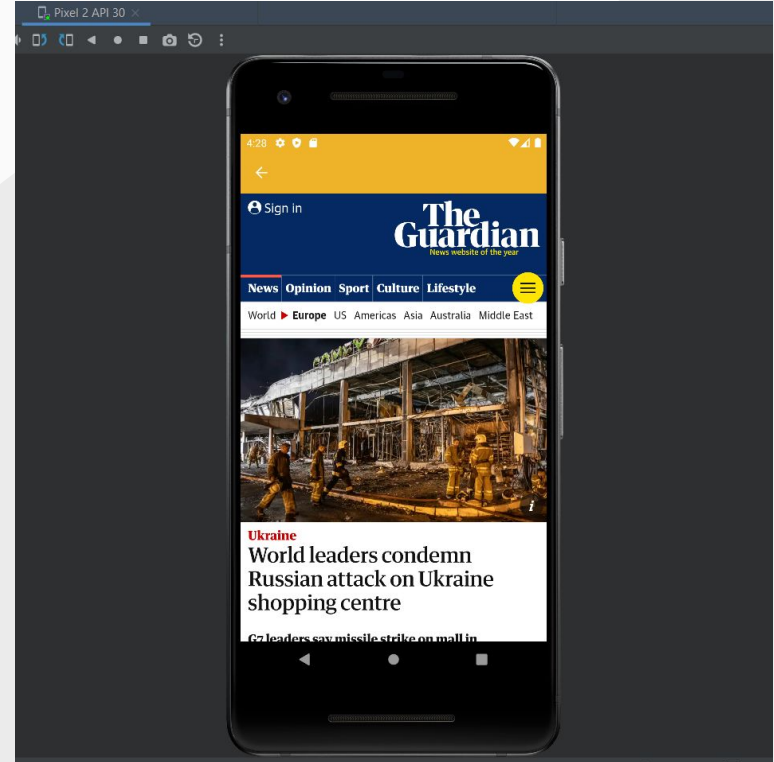 Pixel 2 API 30
4:28
Sign in
The
Guardian
News website of the year
News Opinion Sport Culture Lifestyle
World Europe US Americas Asia Australia Middle East
Ukraine
World leaders condemn
Russian attack on Ukraine
shopping centre
G7 leaders say missile strike on mall in